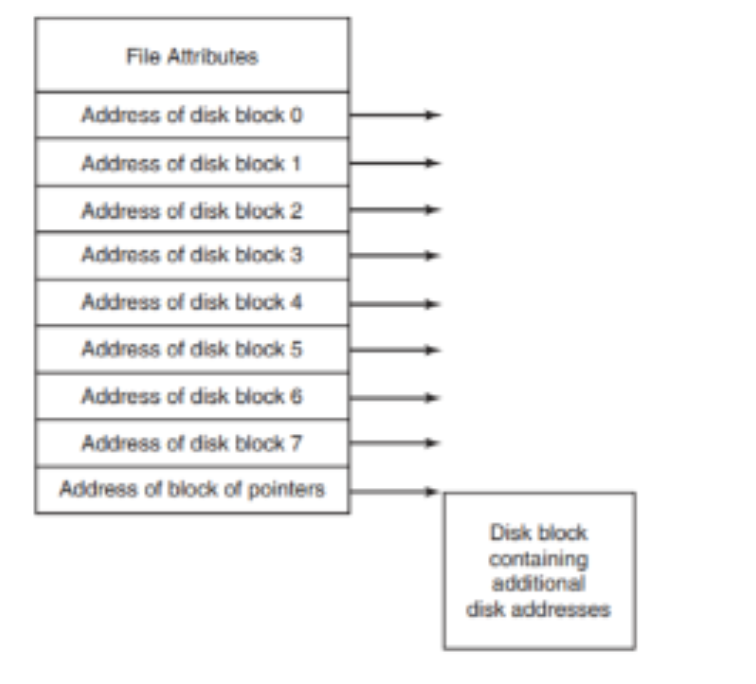 File Attributes
Address of disk block 0
Address of disk block 1
Address of disk block 2
Address of disk block 3
Address of disk block 4
Address of disk block 5
Address of disk block 6
Address of disk block 7
Address of block of pointers
Disk block
containing
additional
disk addresses